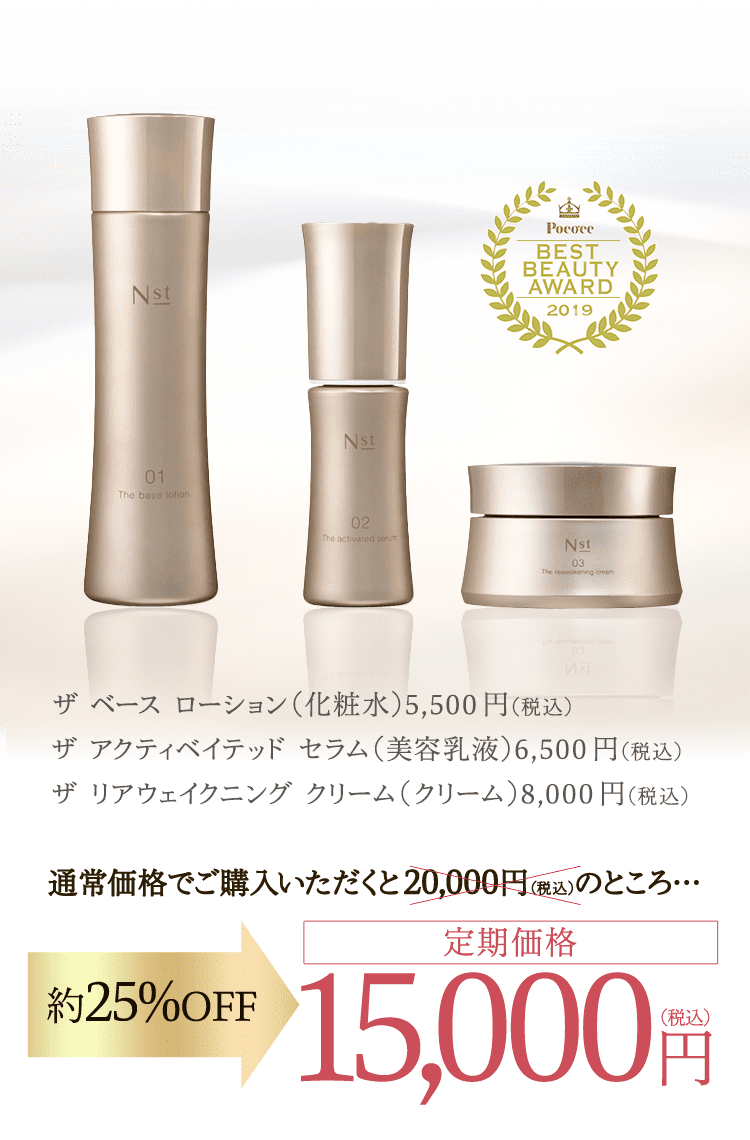 Poco'ce
BEST
BEAUTY
AWARD
2019
Nst
01
The base lotion
Nst
02
The activated serum
Nst
03
The reawakening cream
ザ ベース ローション（化粧水）5,500円（税込）
ザ アクティベイテッド セラム（美容乳液）6,500円（税込）
ザ リアウェイクニング クリーム（クリーム）8,000円（税込）
通常価格でご購入いただくと20,000円（税込）のところ…
定期価格
約25%OFF
15,000円（税込）